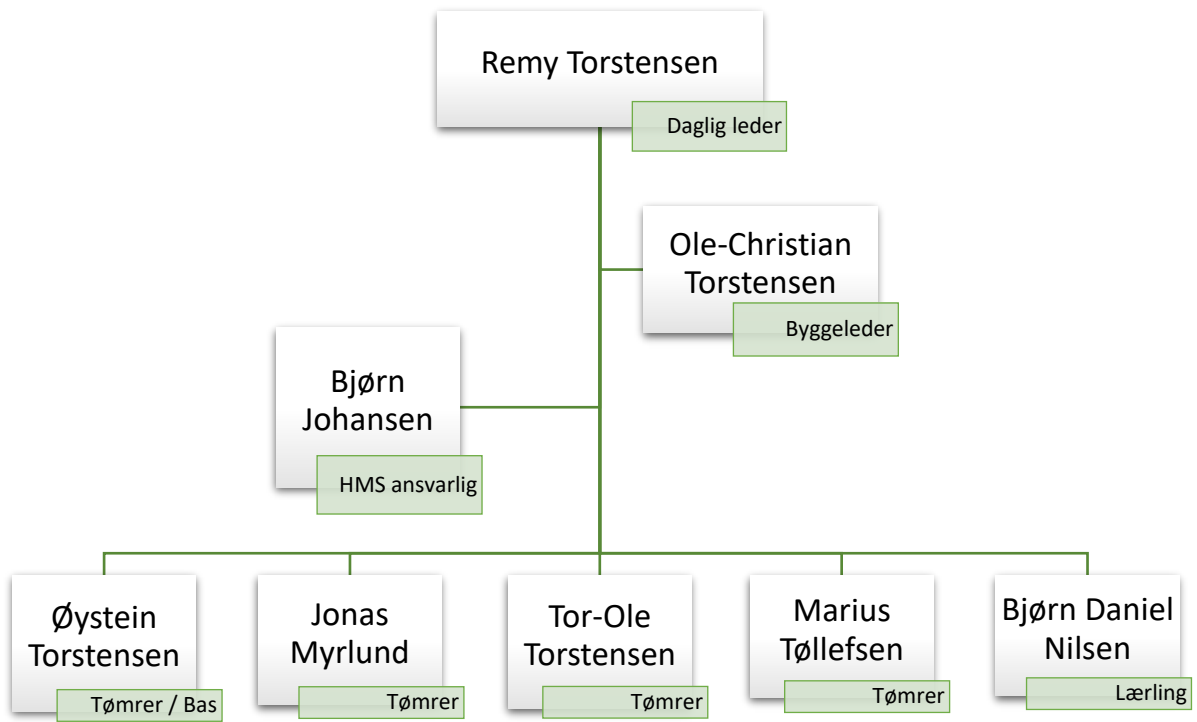 Remy Torstensen
Daglig leder
Ole-Christian
Torstensen
Byggeleder
Bjørn
Johansen
HMS ansvarlig
Øystein
Torstensen
Tømrer / Bas
Jonas
Myrlund
Tømrer
Tor-Ole
Torstensen
Tømrer
Marius
Tøllefsen
Tømrer
Bjørn Daniel
Nilsen
Lærling